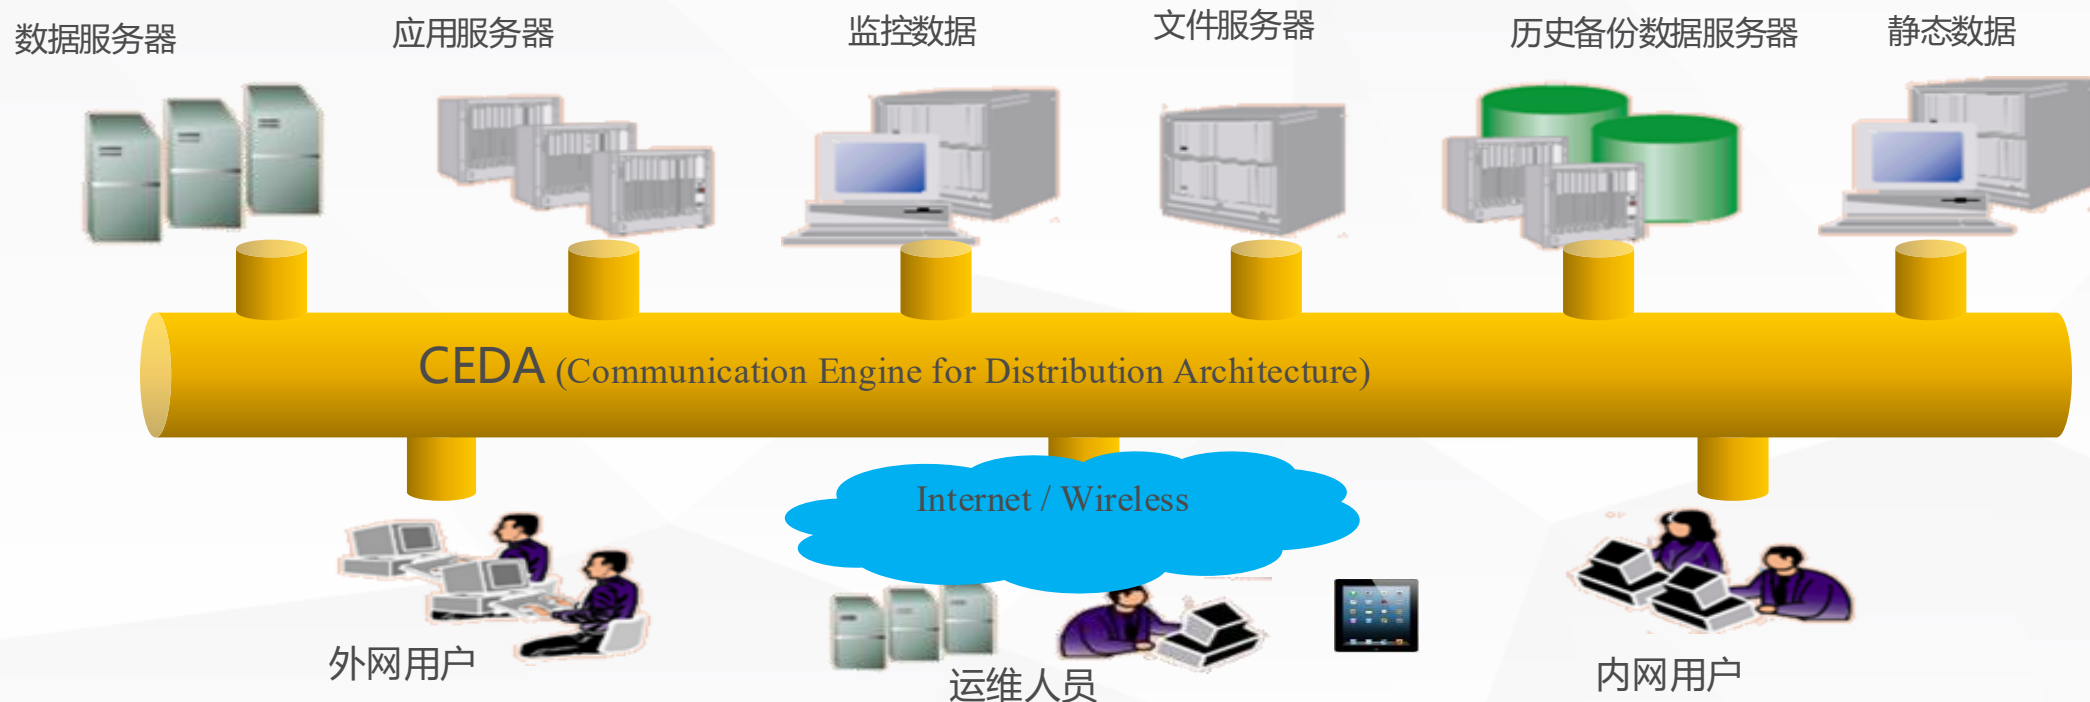 数据服务器
应用服务器
监控数据
文件服务器
历史备份数据服务器
静态数据
CEDA (Communication Engine for Distribution Architecture)
Internet / Wireless
外网用户
运维人员
内网用户